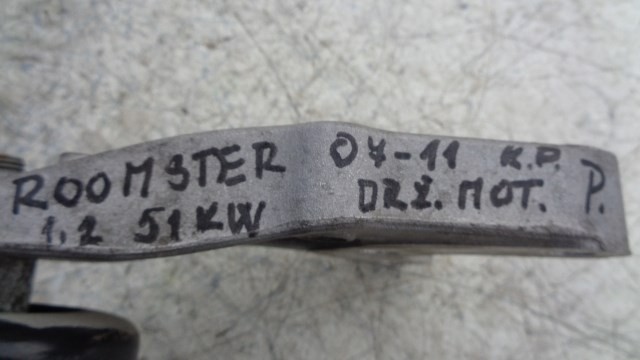 ROOMSTER 07-11 K.P.
1.2 51KW DRŽ. MOT. P.